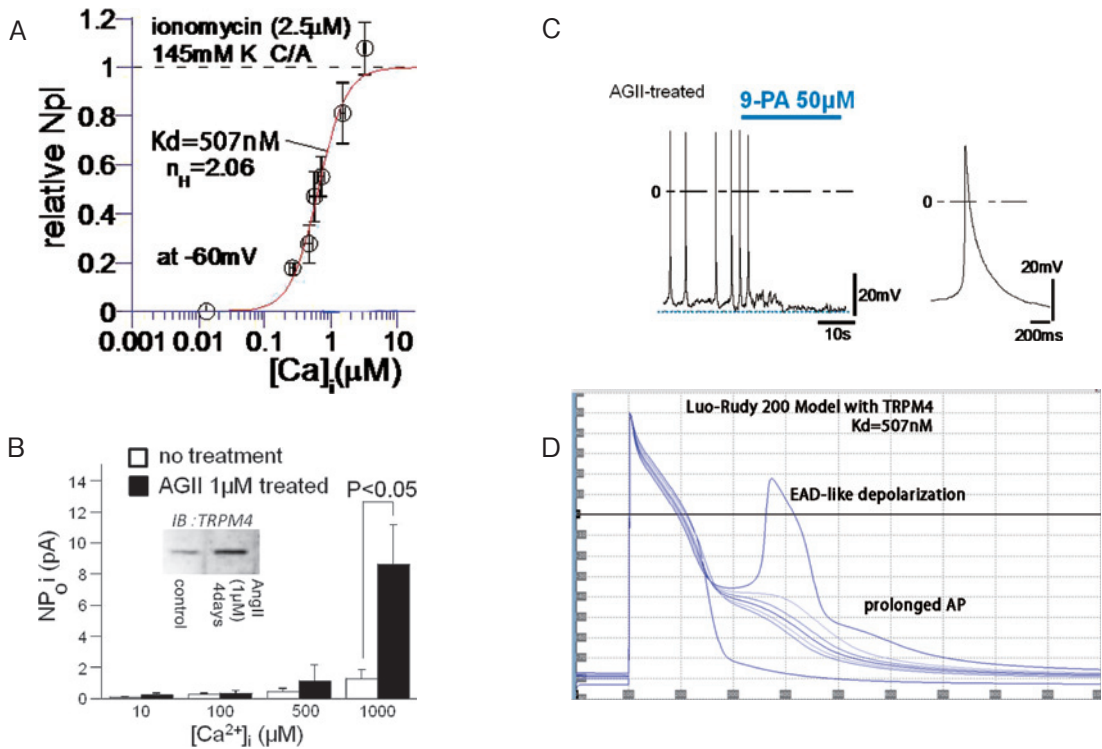 A
ionomycin (2.5μM)
145mM K C/A
Kd=507nM
nH=2.06
at -60mV
relative NpI
1.2
1
0.8
0.6
0.4
0.2
0
0.001 0.01 0.1 1 10
[Ca]i(μM)
B
no treatment
AGII 1μM treated
P<0.05
IB : TRPM4
control
AngII
(1μM)
4days
NPoi (pA)
14
12
10
8
6
4
2
0
10 100 500 1000
[Ca2+]i (μM)
C
AGII-treated
9-PA 50μM
0
20mV
10s
0
20mV
200ms
D
Luo-Rudy 200 Model with TRPM4
Kd=507nM
EAD-like depolarization
prolonged AP